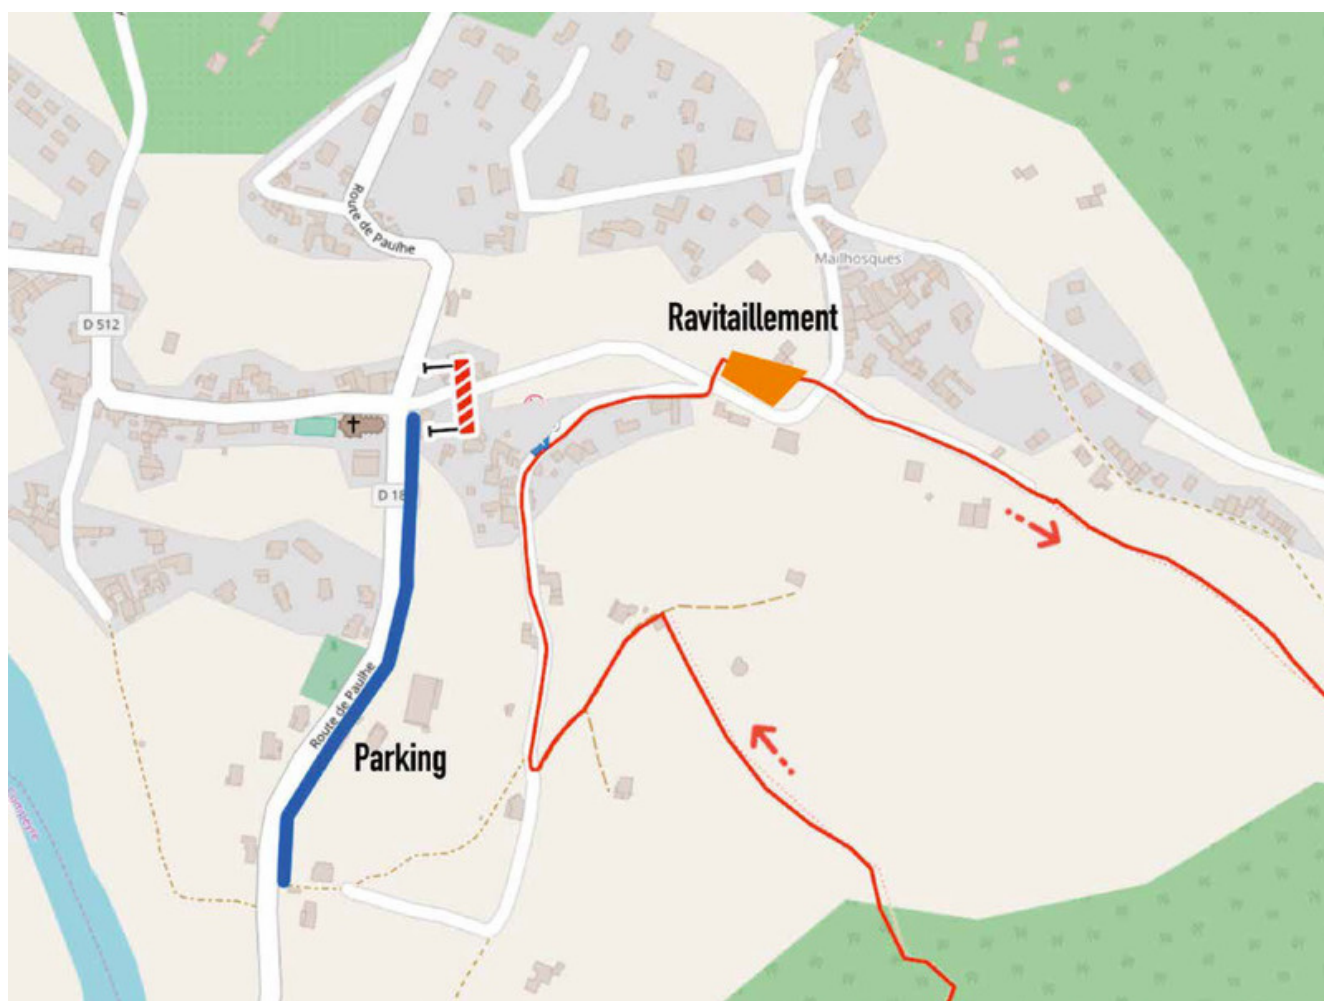 Route de Paulhe
Mailhosques
Ravitaillement
D 512
D 18
Route de Paulhe
Parking